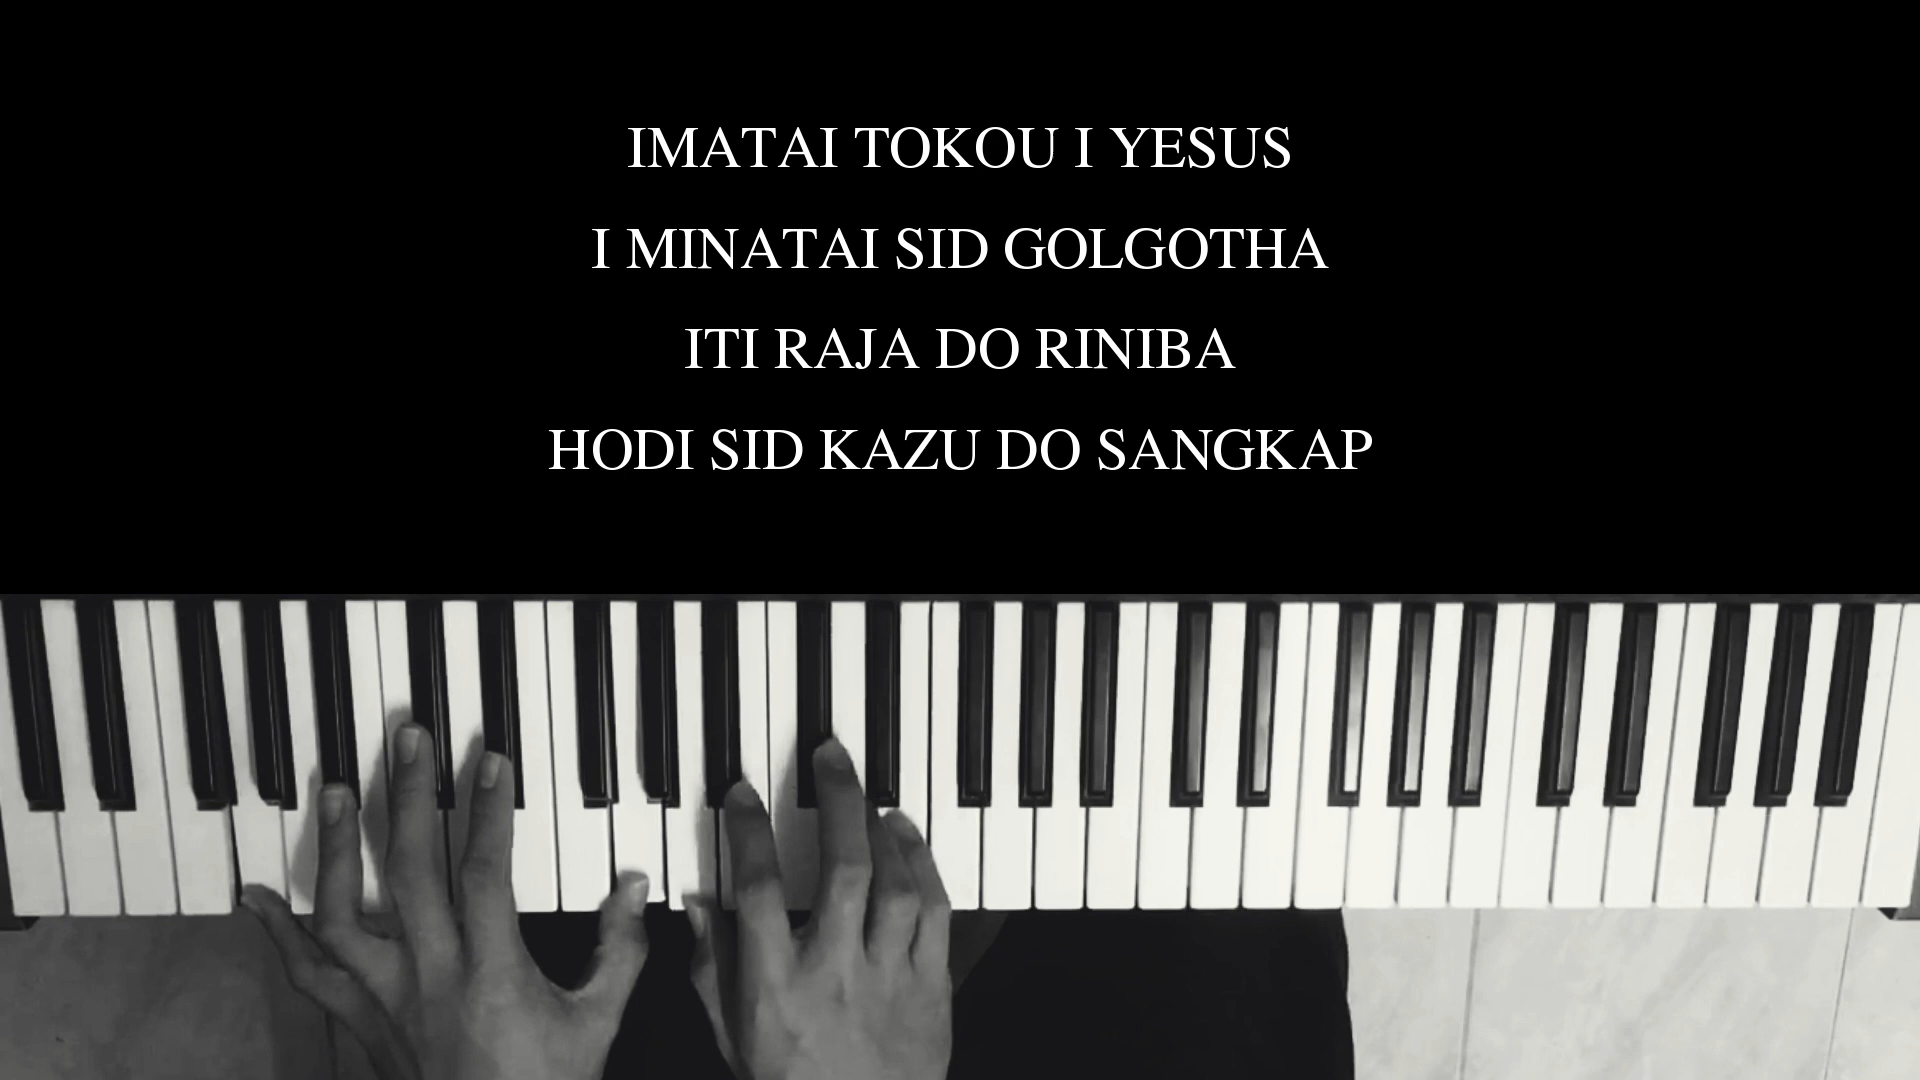 IMATAI TOKOU I YESUS
I MINATAI SID GOLGOTHA
ITI RAJA DO RINIBA
HODI SID KAZU DO SANGKAP